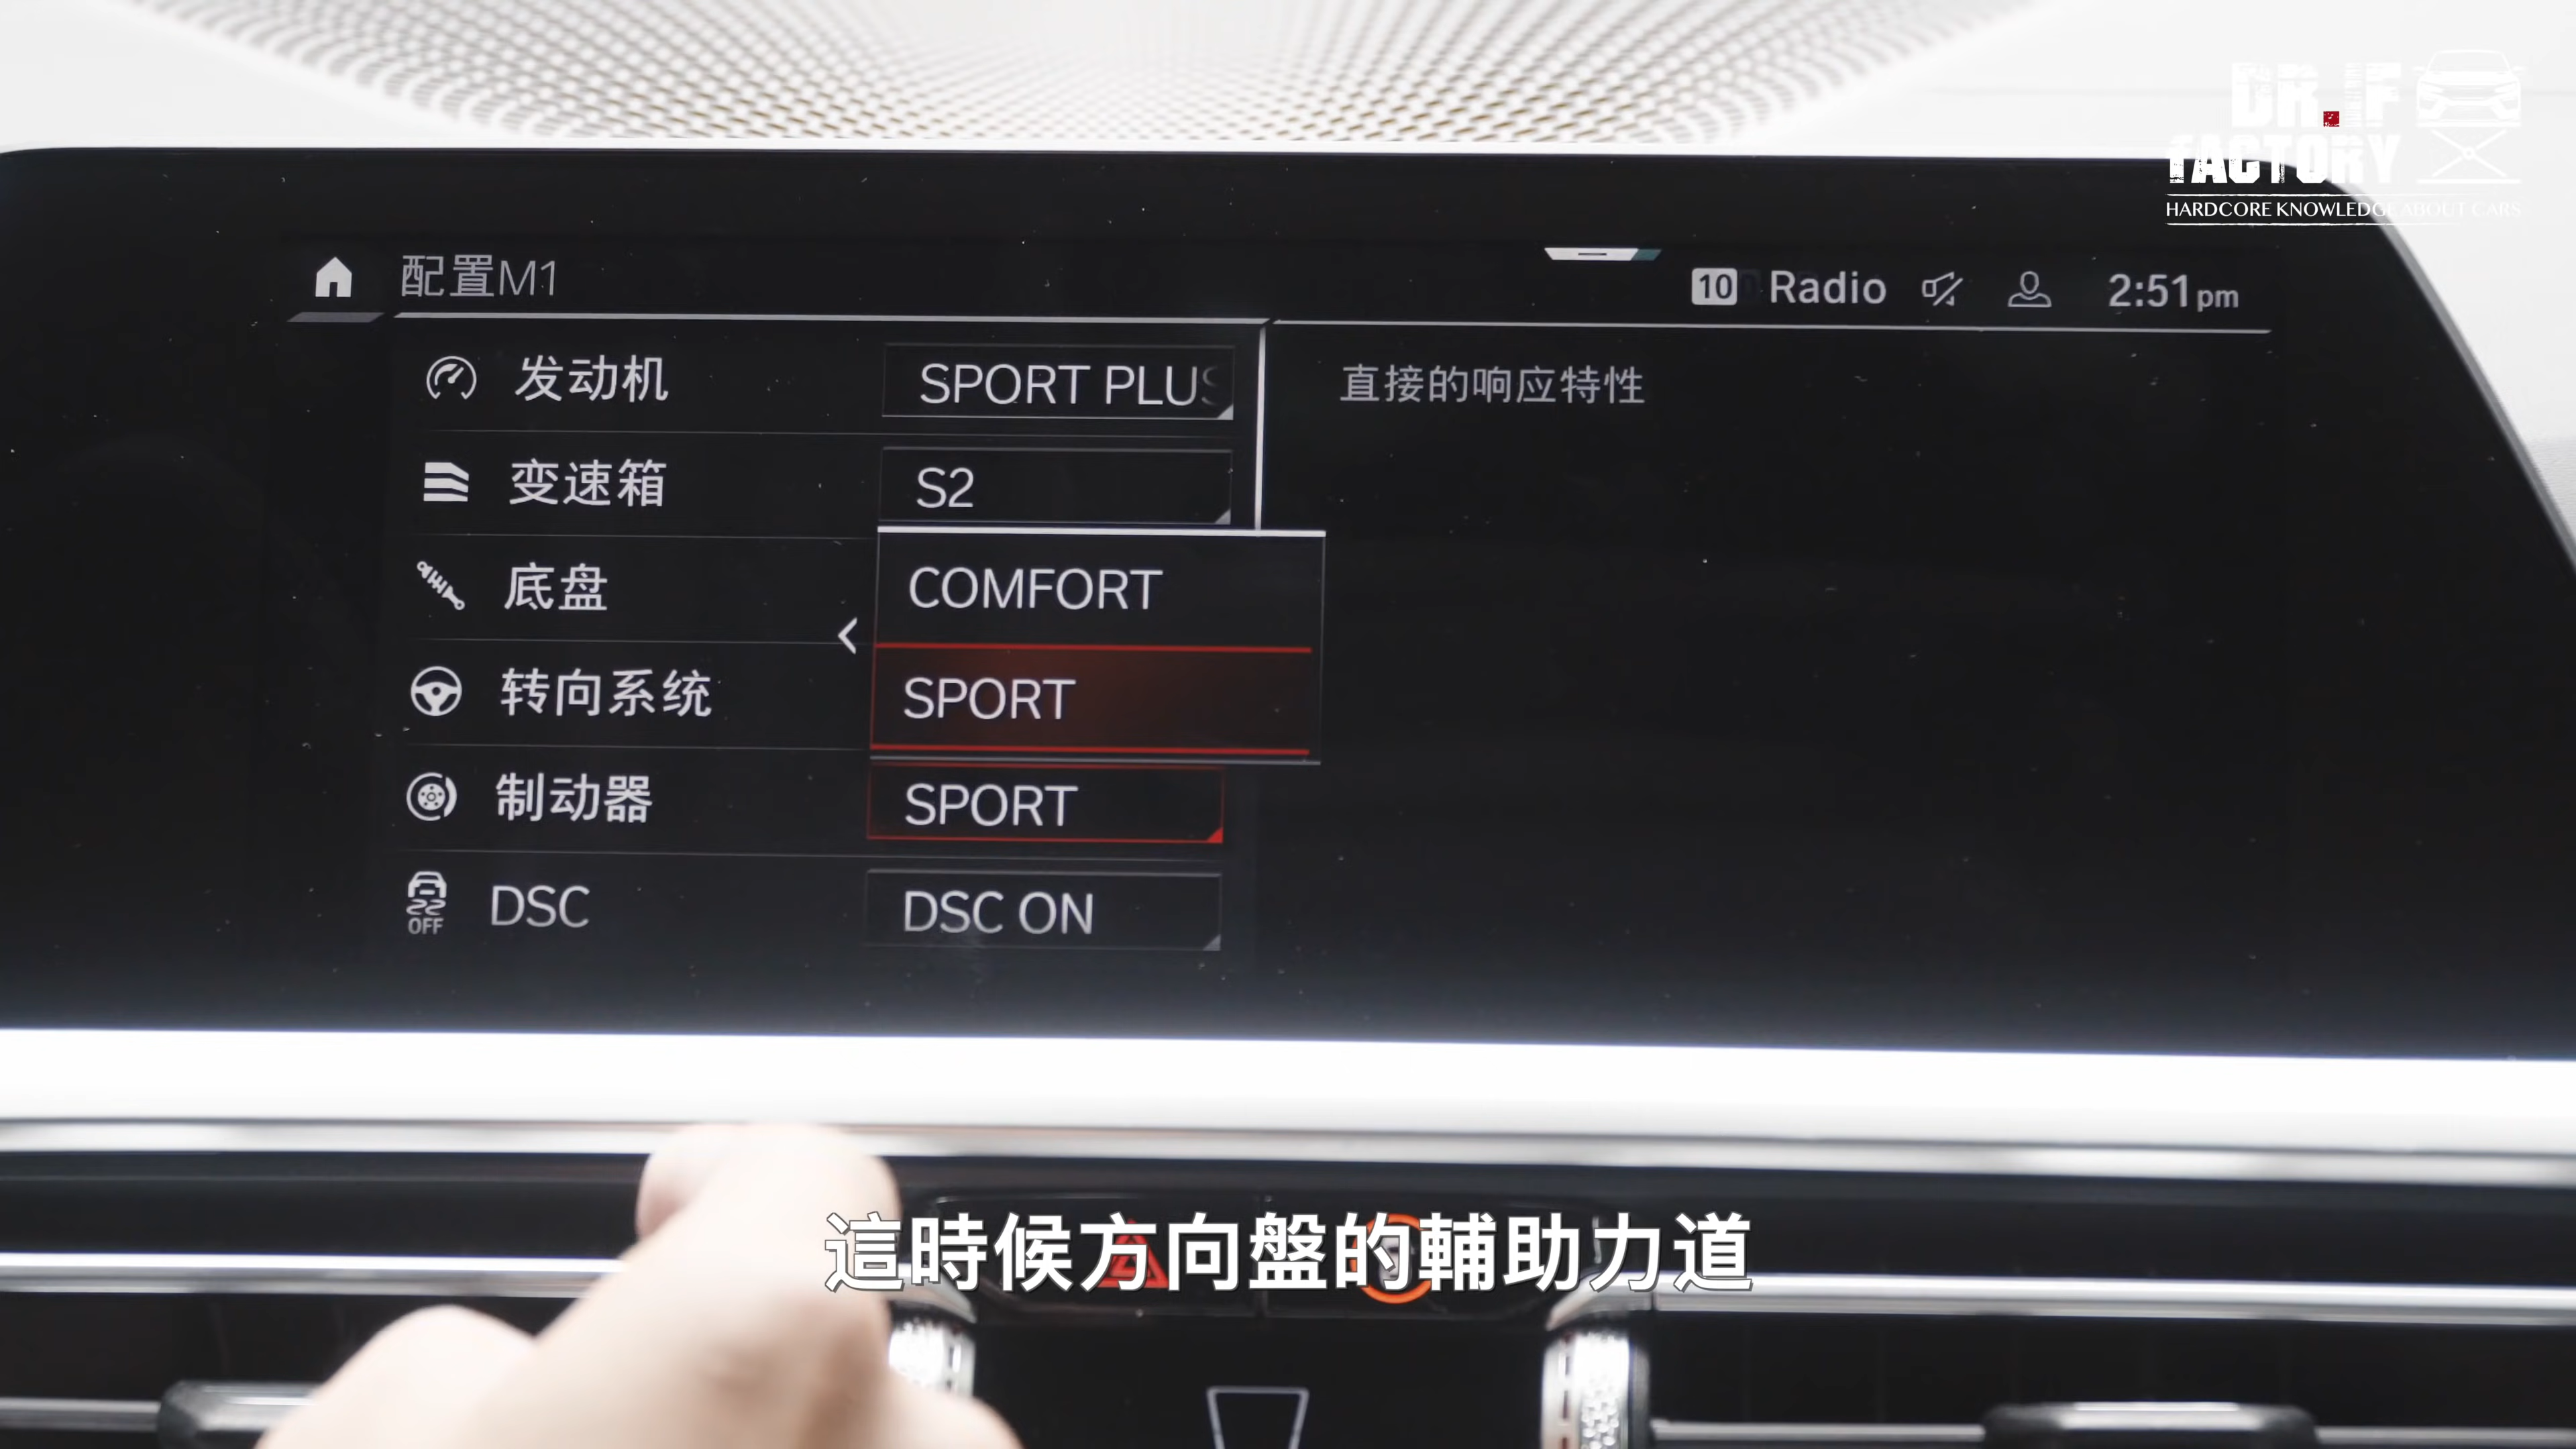 DR.IF
FACTORY
HARDCORE KNOWLEDGE ABOUT CARS
配置M1
10 Radio 2:51pm
发动机 SPORT PLUS
直接的响应特性
变速箱 S2
底盘 COMFORT
转向系统 SPORT
制动器 SPORT
OFF DSC DSC ON
這時候方向盤的輔助力道